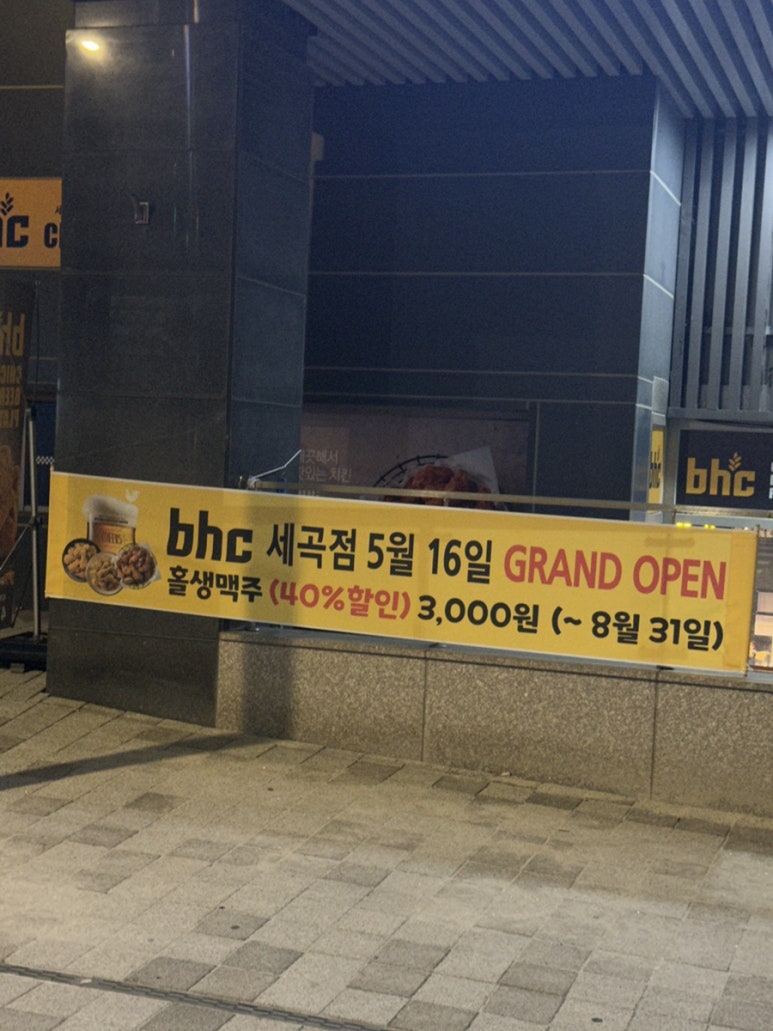 bhc 세곡점 5월 16일 GRAND OPEN
홀생맥주 (40%할인) 3,000원 (~ 8월 31일)
bhc
bhc